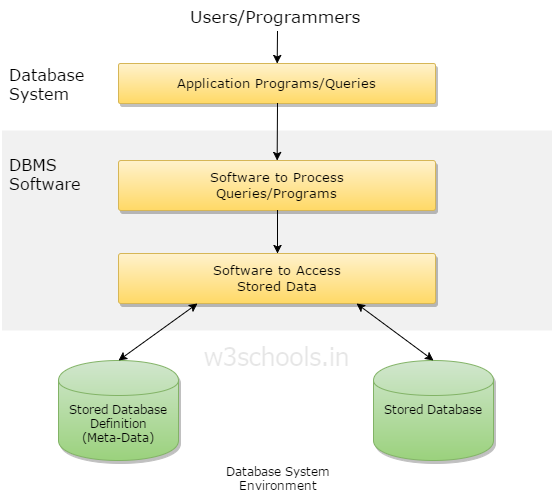 Users/Programmers
Database
System
Application Programs/Queries
DBMS
Software
Software to Process
Queries/Programs
Software to Access
Stored Data
w3schools.in
Stored Database
Definition
(Meta-Data)
Stored Database
Database System
Environment